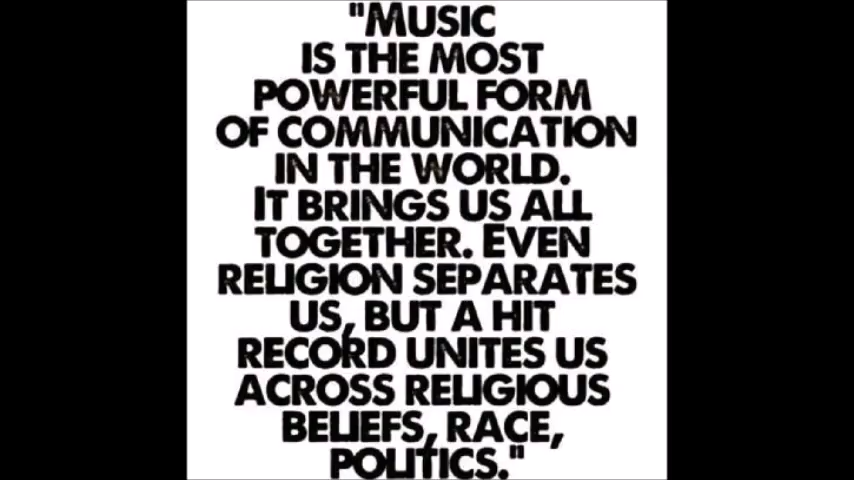 "MUSIC
IS THE MOST
POWERFUL FORM
OF COMMUNICATION
IN THE WORLD.
IT BRINGS US ALL
TOGETHER. EVEN
RELIGION SEPARATES
US, BUT A HIT
RECORD UNITES US
ACROSS RELIGIOUS
BELIEFS, RACE,
POLITICS."